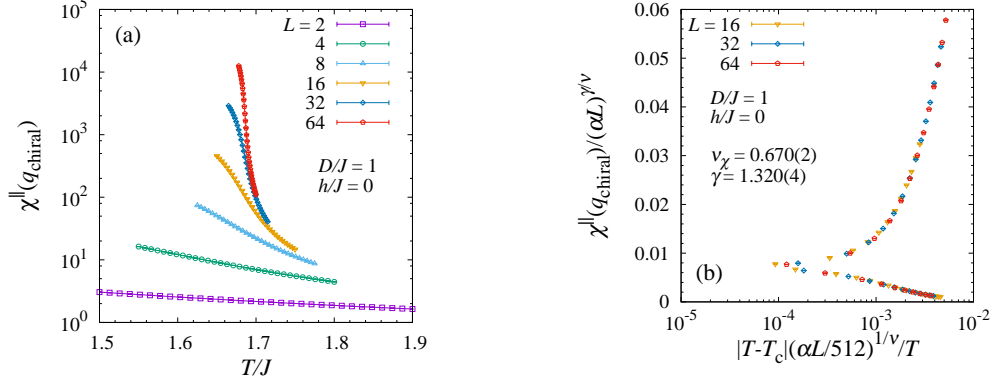 (a)
L = 2
4
8
16
32
64
D/J = 1
h/J = 0
χ^||(q_chiral)
10^5
10^4
10^3
10^2
10^1
10^0
1.5 1.6 1.7 1.8 1.9
T/J
L = 16
32
64
D/J = 1
h/J = 0
ν_χ = 0.670(2)
γ = 1.320(4)
(b)
χ^||(q_chiral)/(αL)^γ/ν
0.06
0.05
0.04
0.03
0.02
0.01
0
10^-5 10^-4 10^-3 10^-2
|T-T_c|(αL/512)^1/ν/T